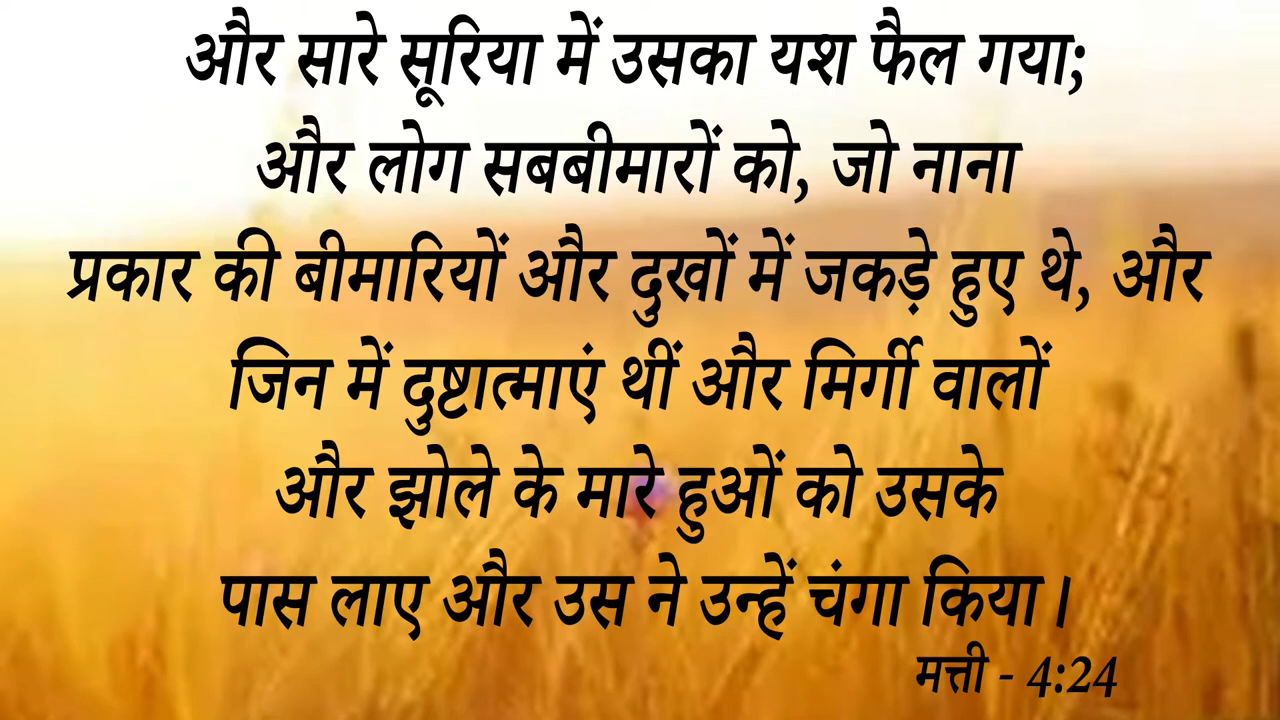 और सारे सूरिया में उसका यश फैल गया;
और लोग सबबीमारों को, जो नाना
प्रकार की बीमारियों और दुखों में जकड़े हुए थे, और
जिन में दुष्टात्माएं थीं और मिर्गी वालों
और झोले के मारे हुओं को उसके
पास लाए और उस ने उन्हें चंगा किया।
मत्ती - 4:24